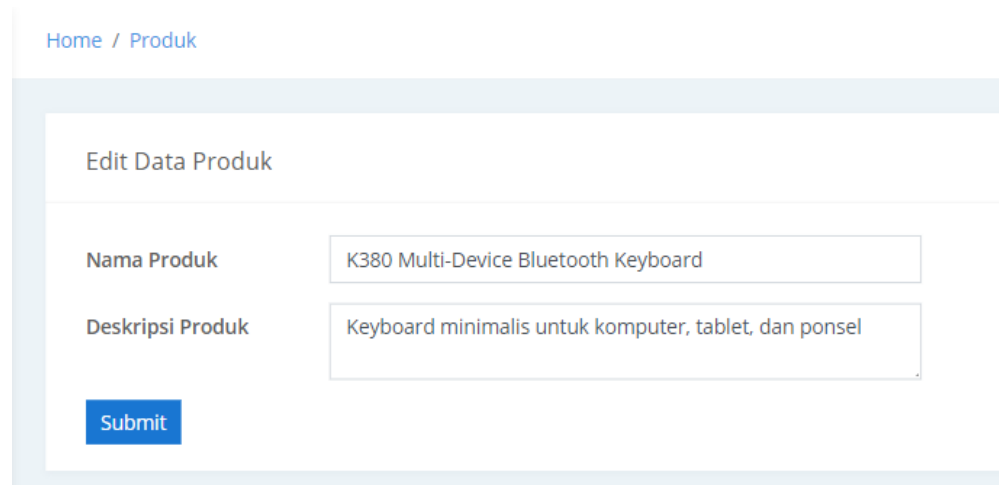 Home / Produk
Edit Data Produk
Nama Produk K380 Multi-Device Bluetooth Keyboard
Deskripsi Produk Keyboard minimalis untuk komputer, tablet, dan ponsel
Submit